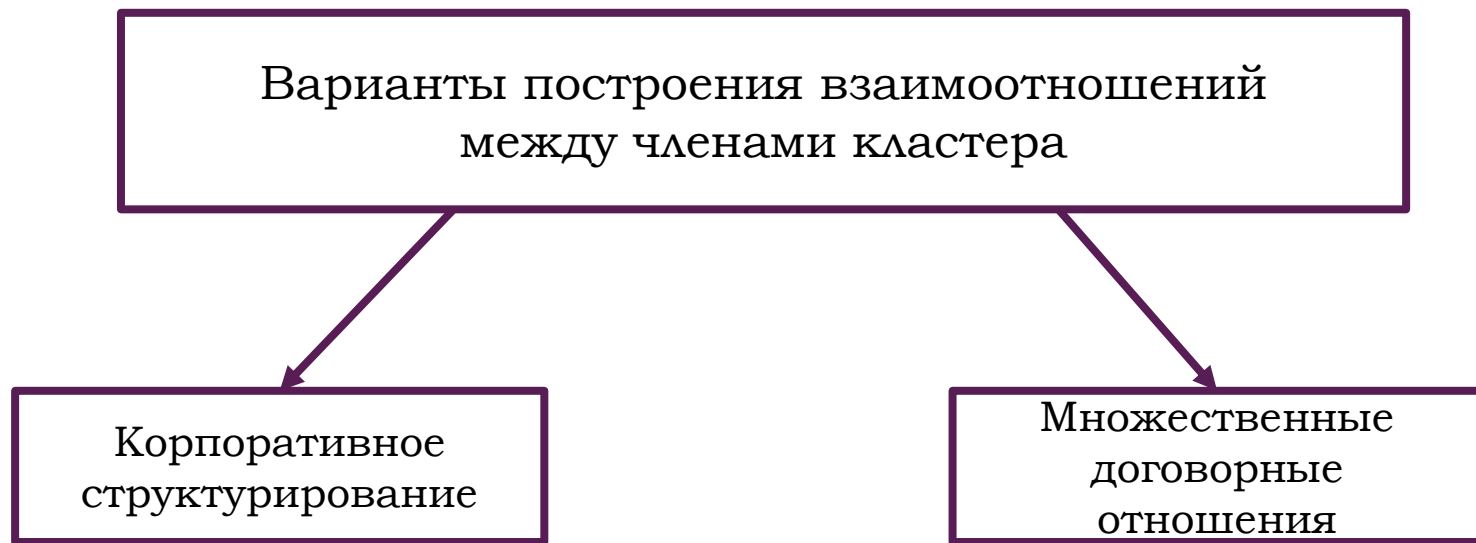 Варианты построения взаимоотношений
между членами кластера
Корпоративное
структурирование
Множественные
договорные
отношения